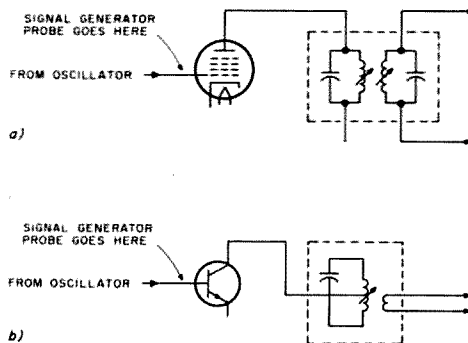 SIGNAL GENERATOR
PROBE GOES HERE
FROM OSCILLATOR
a)
SIGNAL GENERATOR
PROBE GOES HERE
FROM OSCILLATOR
b)